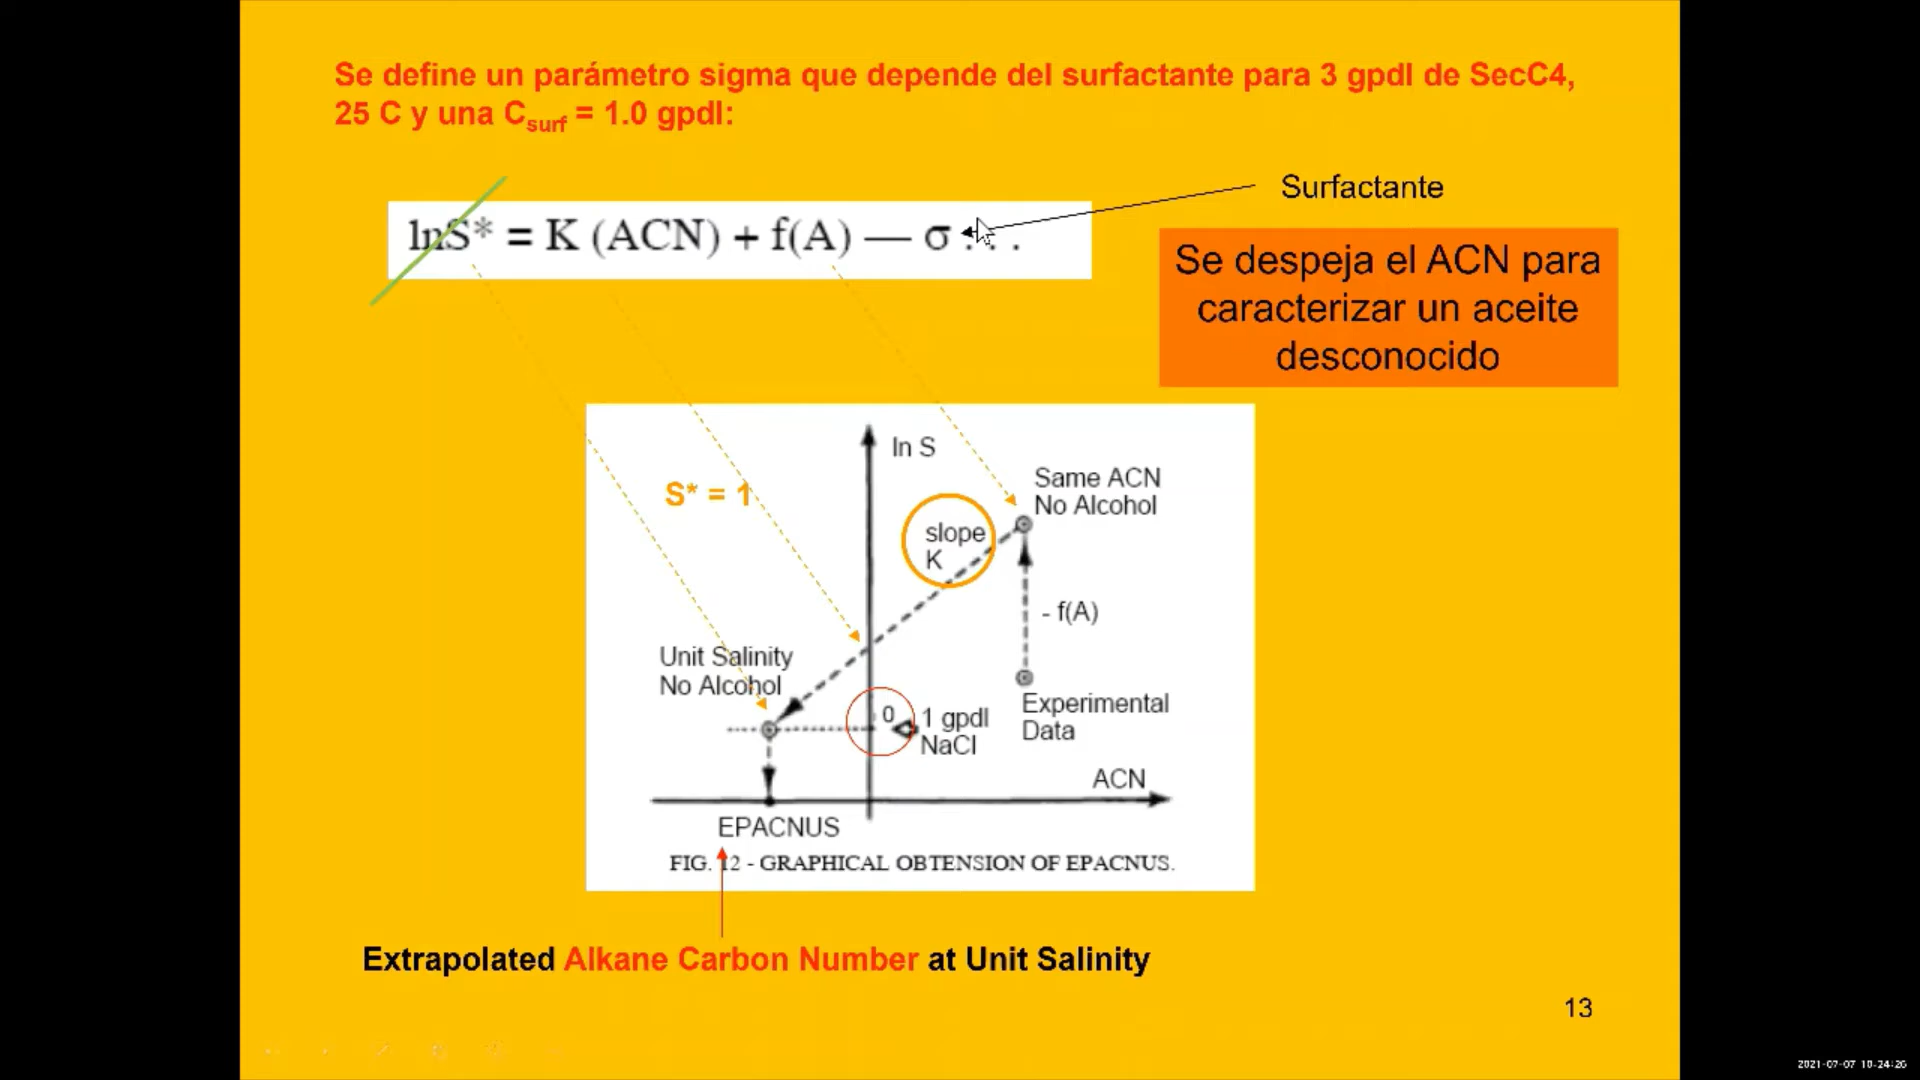 Se define un parámetro sigma que depende del surfactante para 3 gpdl de SecC4,
25 C y una Csurf = 1.0 gpdl:
Surfactante
lnS* = K (ACN) + f(A) — σ . . .
Se despeja el ACN para
caracterizar un aceite
desconocido
ln S
Same ACN
No Alcohol
S* = 1
slope
K
- f(A)
Unit Salinity
No Alcohol
0
1 gpdl
NaCl
Experimental
Data
ACN
EPACNUS
FIG. 12 - GRAPHICAL OBTENSION OF EPACNUS.
Extrapolated Alkane Carbon Number at Unit Salinity
13
2021-07-07 10:24:26